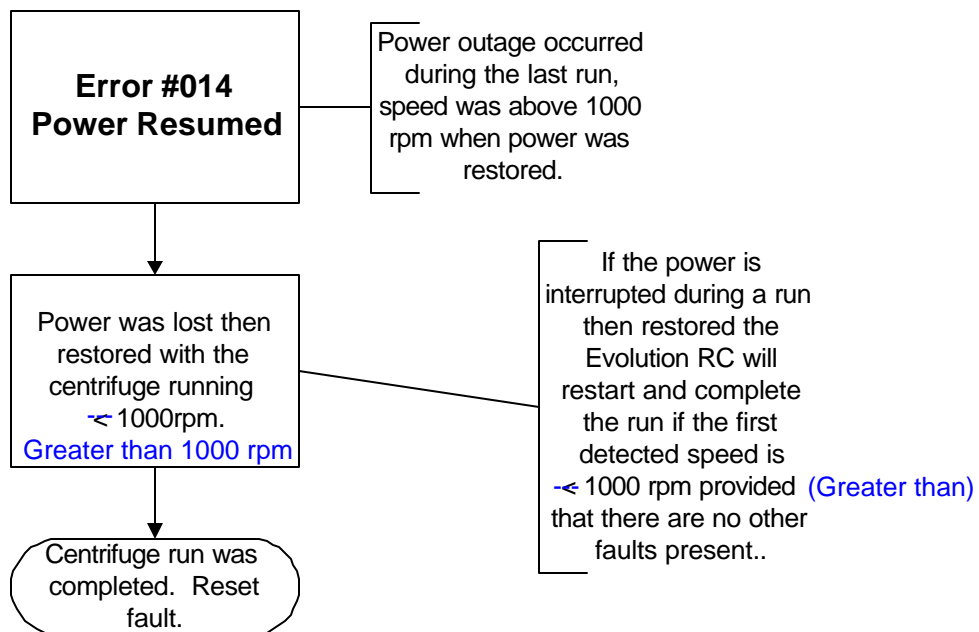 Error #014
Power Resumed
Power outage occurred
during the last run,
speed was above 1000
rpm when power was
restored.
Power was lost then
restored with the
centrifuge running
< 1000rpm.
Greater than 1000 rpm
If the power is
interrupted during a run
then restored the
Evolution RC will
restart and complete
the run if the first
detected speed is
< 1000 rpm provided (Greater than)
that there are no other
faults present..
Centrifuge run was
completed. Reset
fault.